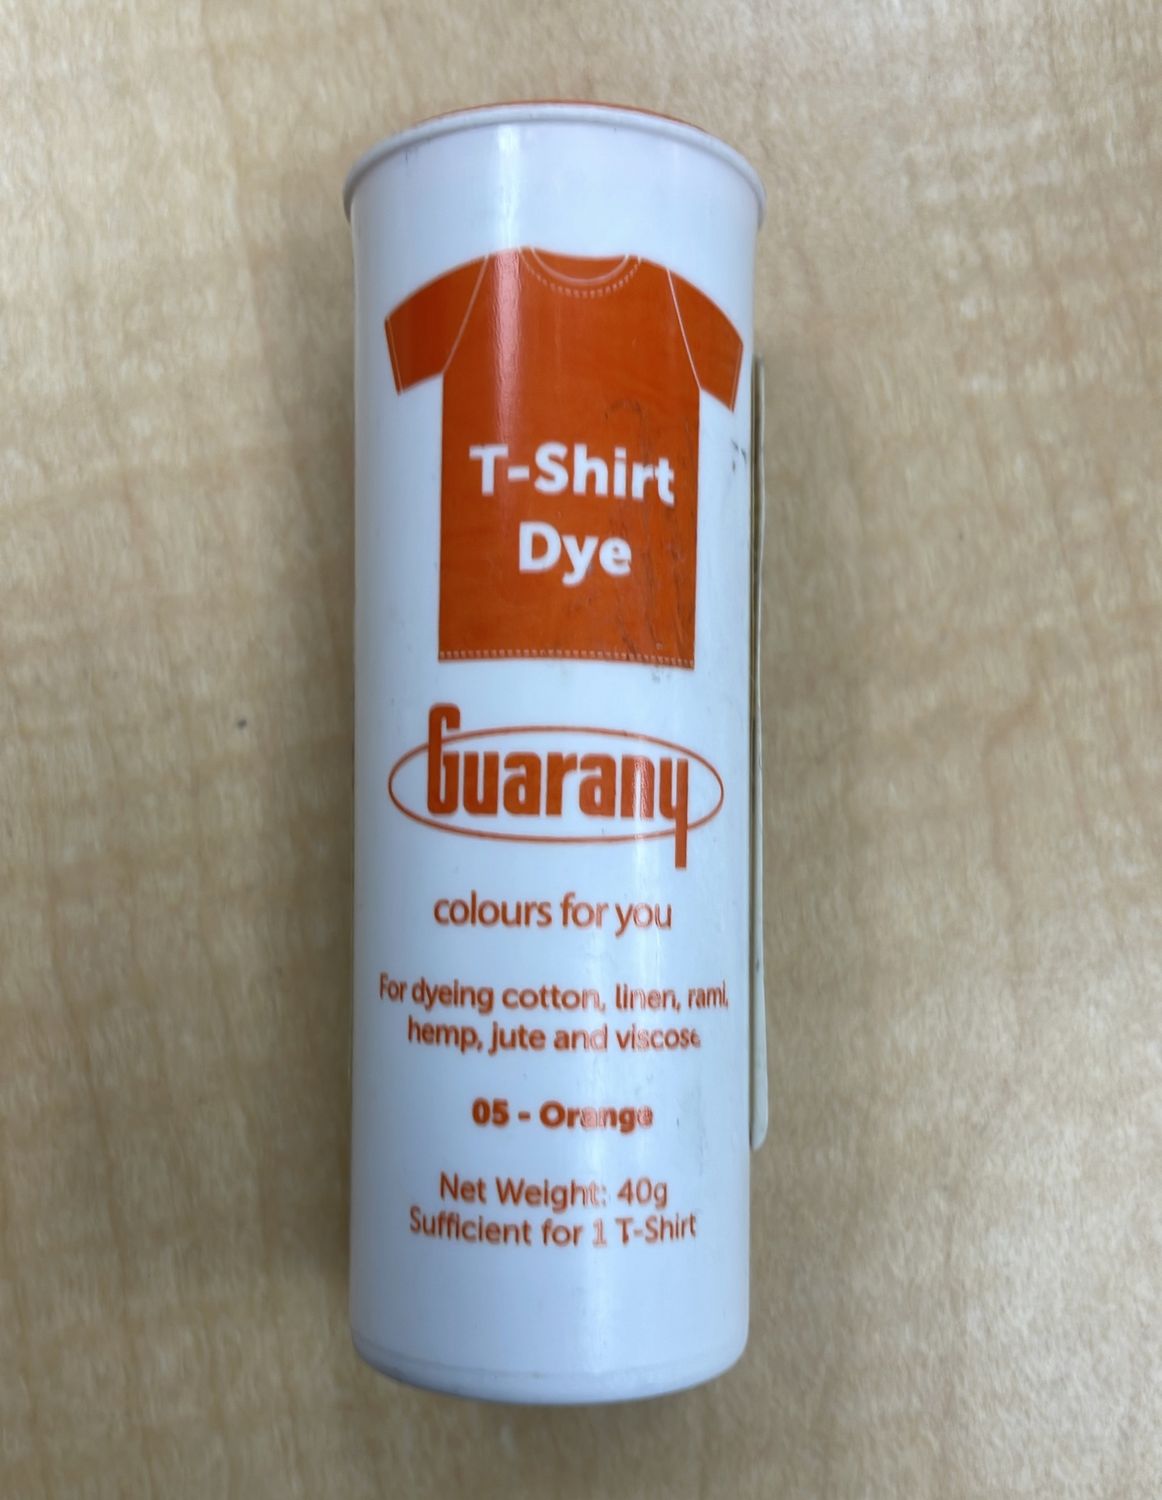 T-Shirt
Dye
Guarany
colours for you
For dyeing cotton, linen, rami,
hemp, jute and viscose
05 - Orange
Net Weight: 40g
Sufficient for 1 T-Shirt